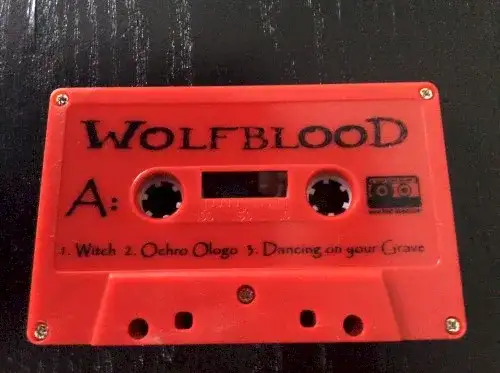 WOLFBLOOD
A:
1. Witch 2. Ochro Ologo 3. Dancing on your Grave